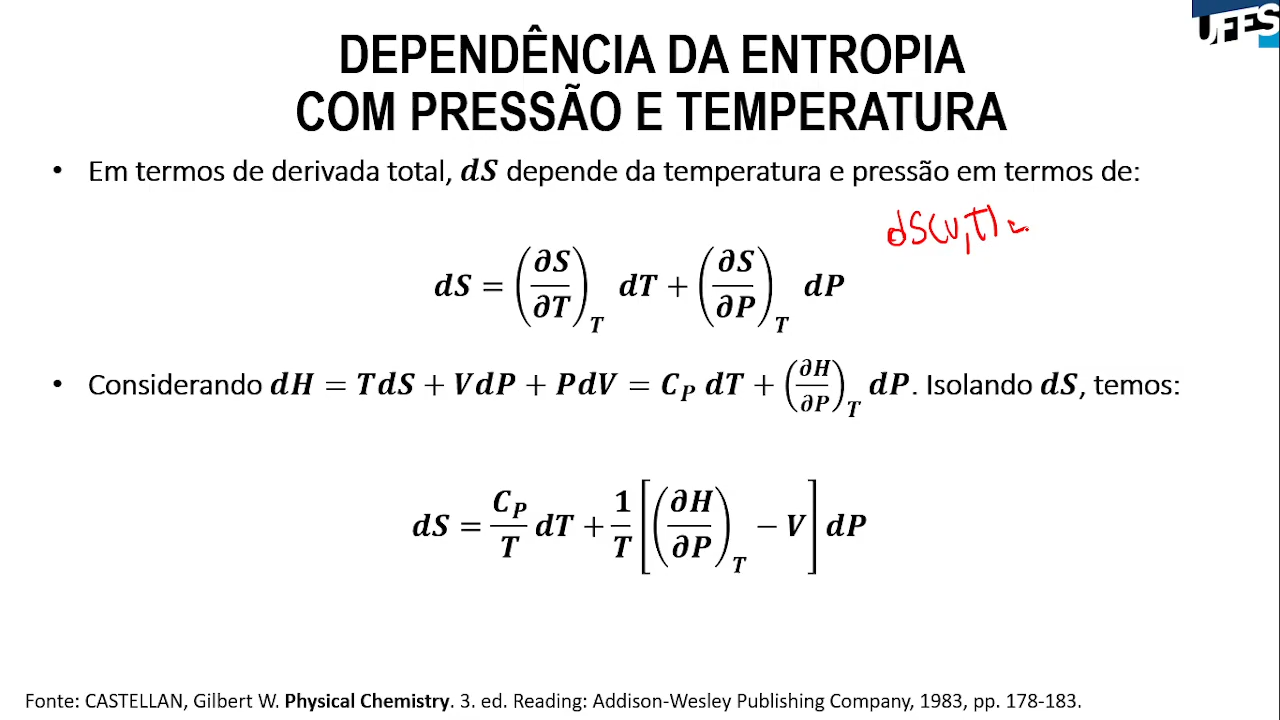 UFES
DEPENDÊNCIA DA ENTROPIA
COM PRESSÃO E TEMPERATURA
• Em termos de derivada total, dS depende da temperatura e pressão em termos de:
dS(V,T) =
dS = (∂S/∂T)_T dT + (∂S/∂P)_T dP
• Considerando dH = TdS + VdP + PdV = C_P dT + (∂H/∂P)_T dP. Isolando dS, temos:
dS = C_P/T dT + 1/T [(∂H/∂P)_T − V] dP
Fonte: CASTELLAN, Gilbert W. Physical Chemistry. 3. ed. Reading: Addison-Wesley Publishing Company, 1983, pp. 178-183.